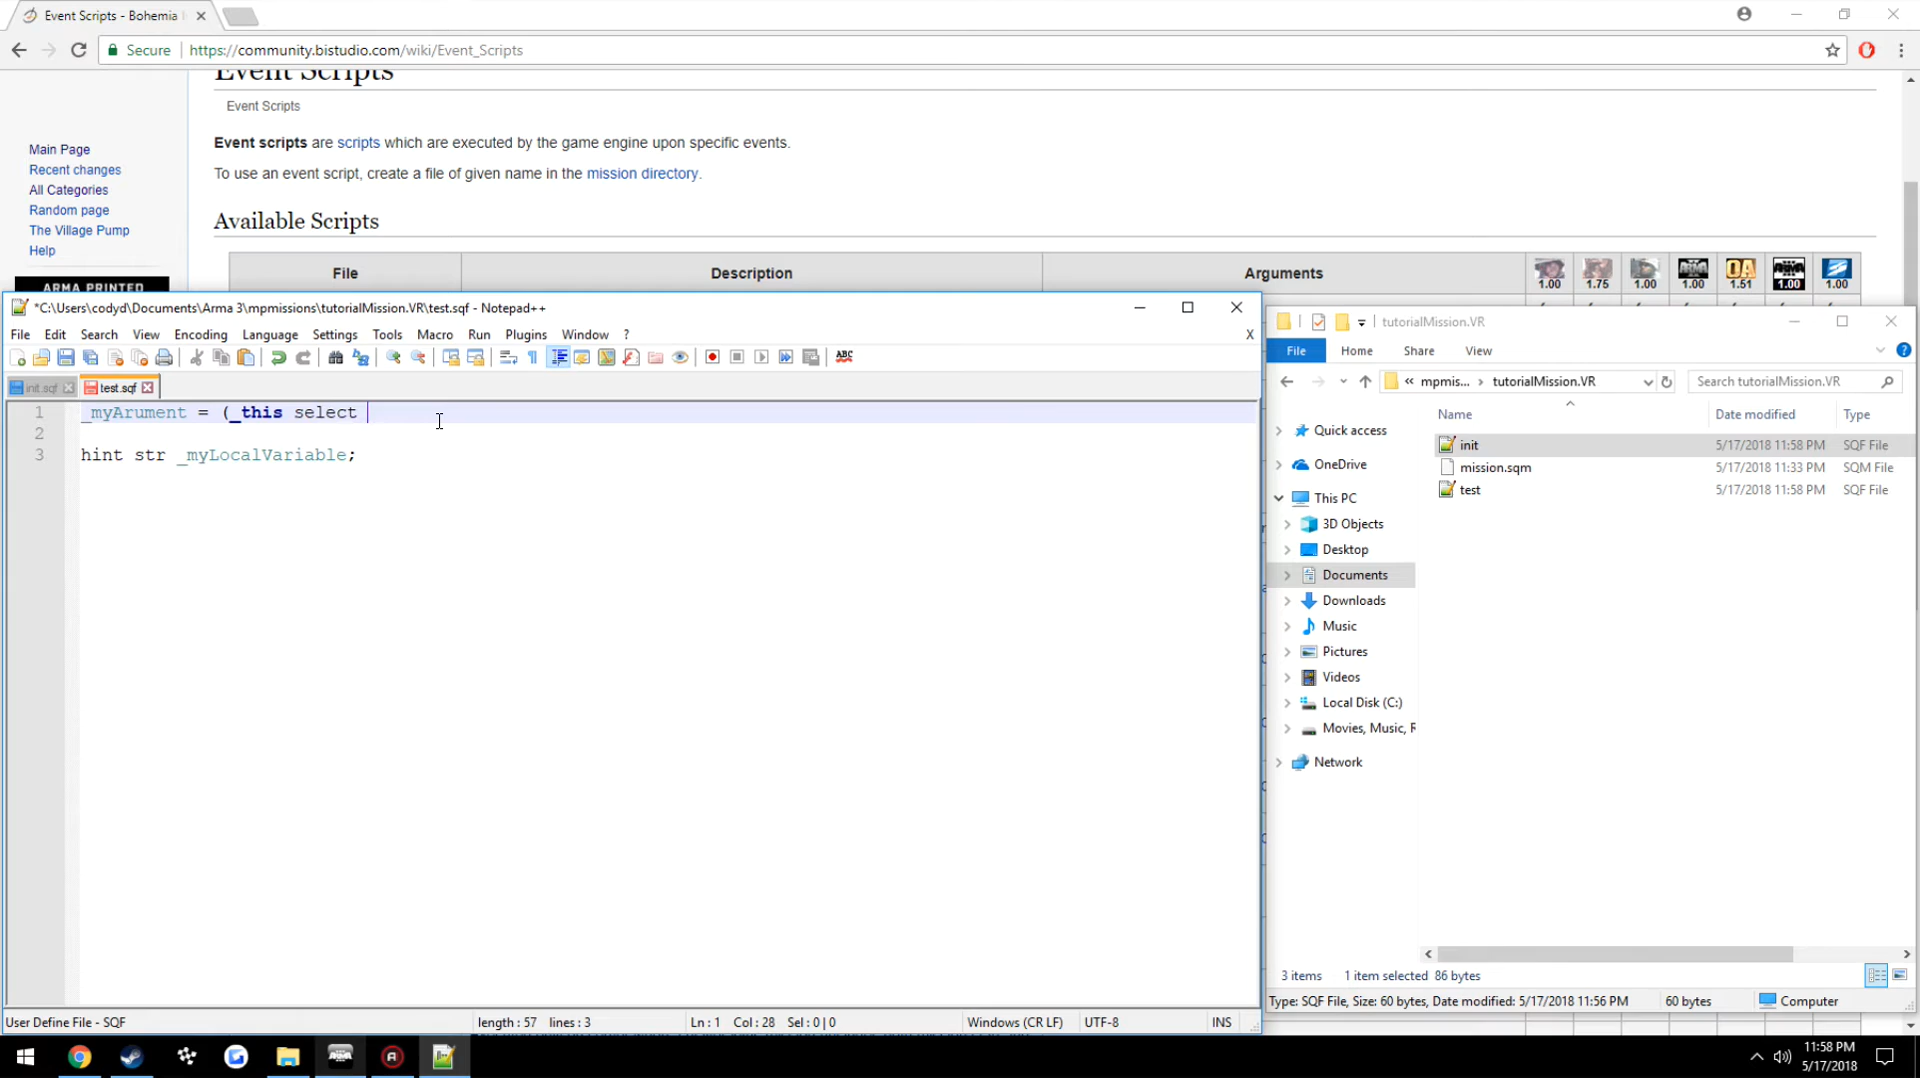 Event Scripts - Bohemia
Secure https://community.bistudio.com/wiki/Event_Scripts
Event Scripts
Event Scripts
Event scripts are scripts which are executed by the game engine upon specific events.
To use an event script, create a file of given name in the mission directory.
Main Page
Recent changes
All Categories
Random page
The Village Pump
Help
ARMA PRINTED
Available Scripts
File Description Arguments
1.00 1.75 1.00 1.00 1.51 1.00 1.00
*C:\Users\codyd\Documents\Arma 3\mpmissions\tutorialMission.VR\test.sqf - Notepad++
File Edit Search View Encoding Language Settings Tools Macro Run Plugins Window ? X
init.sqf test.sqf
1 _myArument = (_this select
2
3 hint str _myLocalVariable;
User Define File - SQF length : 57 lines : 3 Ln : 1 Col : 28 Sel : 0 | 0 Windows (CR LF) UTF-8 INS
tutorialMission.VR
File Home Share View
« mpmis... › tutorialMission.VR Search tutorialMission.VR
Name Date modified Type
init 5/17/2018 11:58 PM SQF File
mission.sqm 5/17/2018 11:33 PM SQM File
test 5/17/2018 11:58 PM SQF File
Quick access
OneDrive
This PC
3D Objects
Desktop
Documents
Downloads
Music
Pictures
Videos
Local Disk (C:)
Movies, Music, F
Network
3 items 1 item selected 86 bytes
Type: SQF File, Size: 60 bytes, Date modified: 5/17/2018 11:56 PM 60 bytes Computer
11:58 PM
5/17/2018